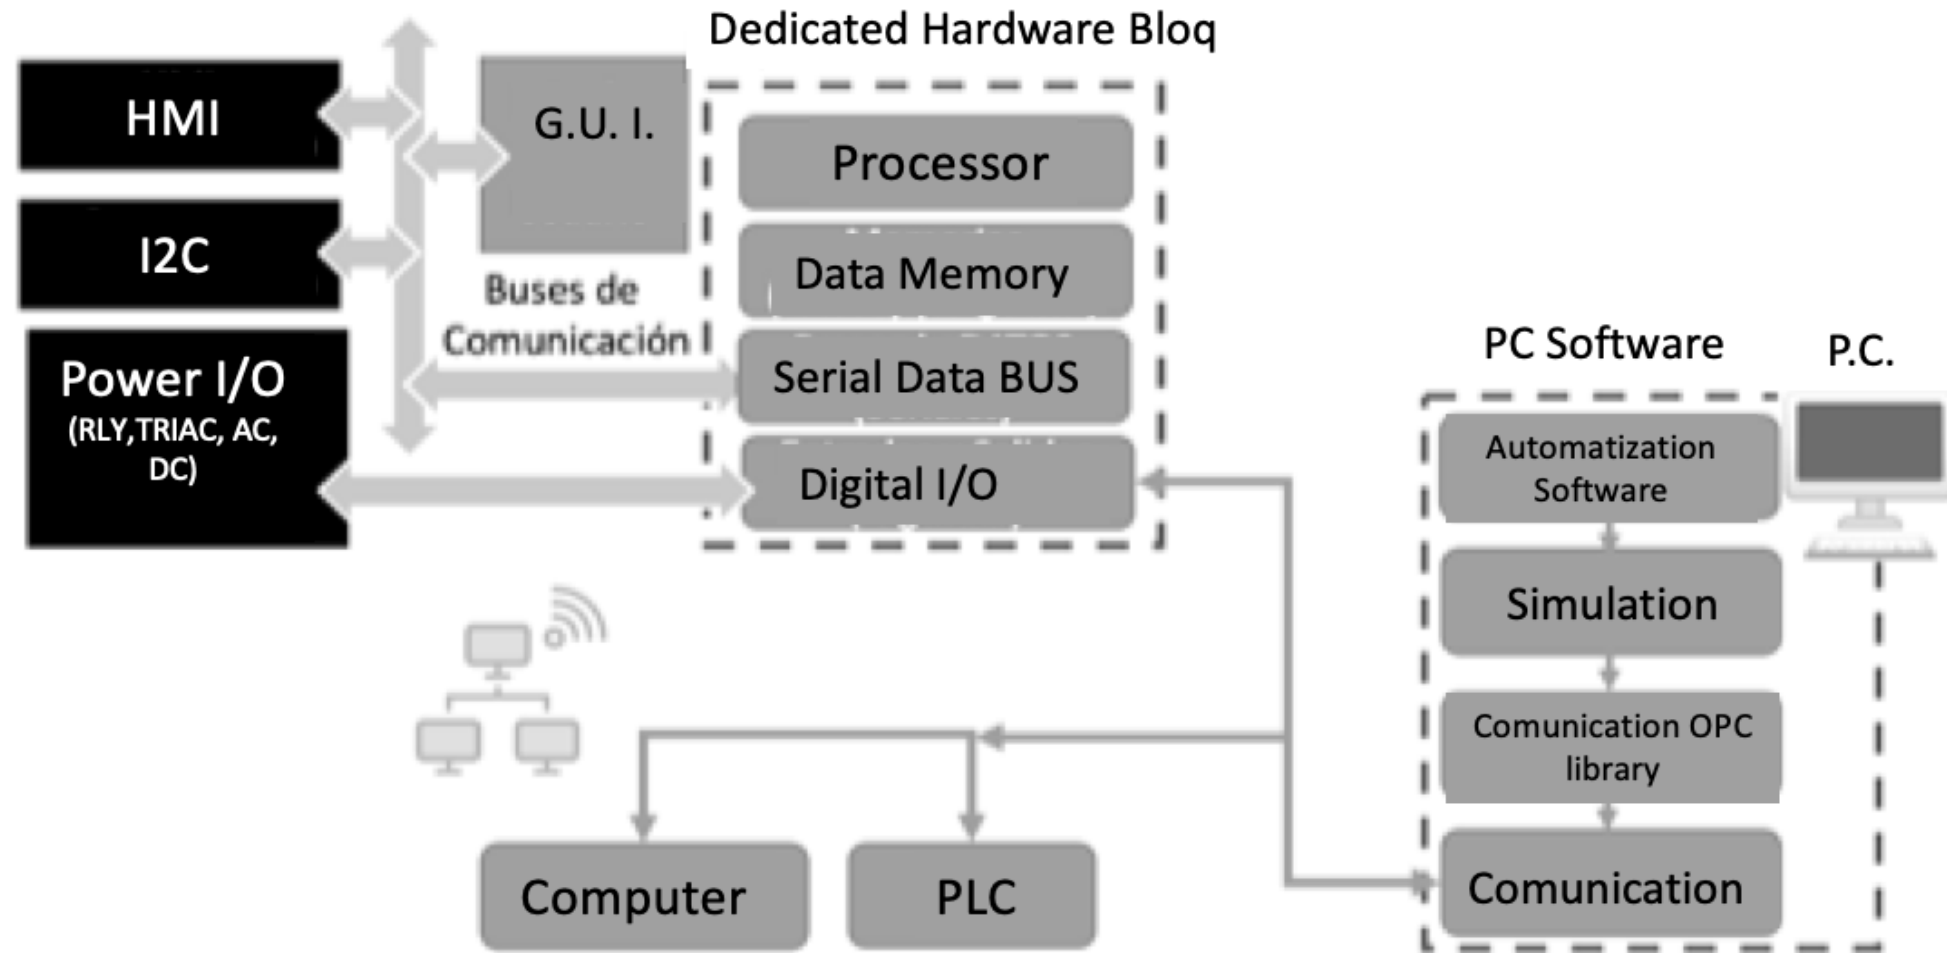 Dedicated Hardware Bloq
HMI
G.U. I.
Processor
I2C
Data Memory
Buses de
Comunicación
Power I/O
(RLY,TRIAC, AC,
DC)
Serial Data BUS
Digital I/O
PC Software
P.C.
Automatization
Software
Simulation
Comunication OPC
library
Comunication
Computer
PLC